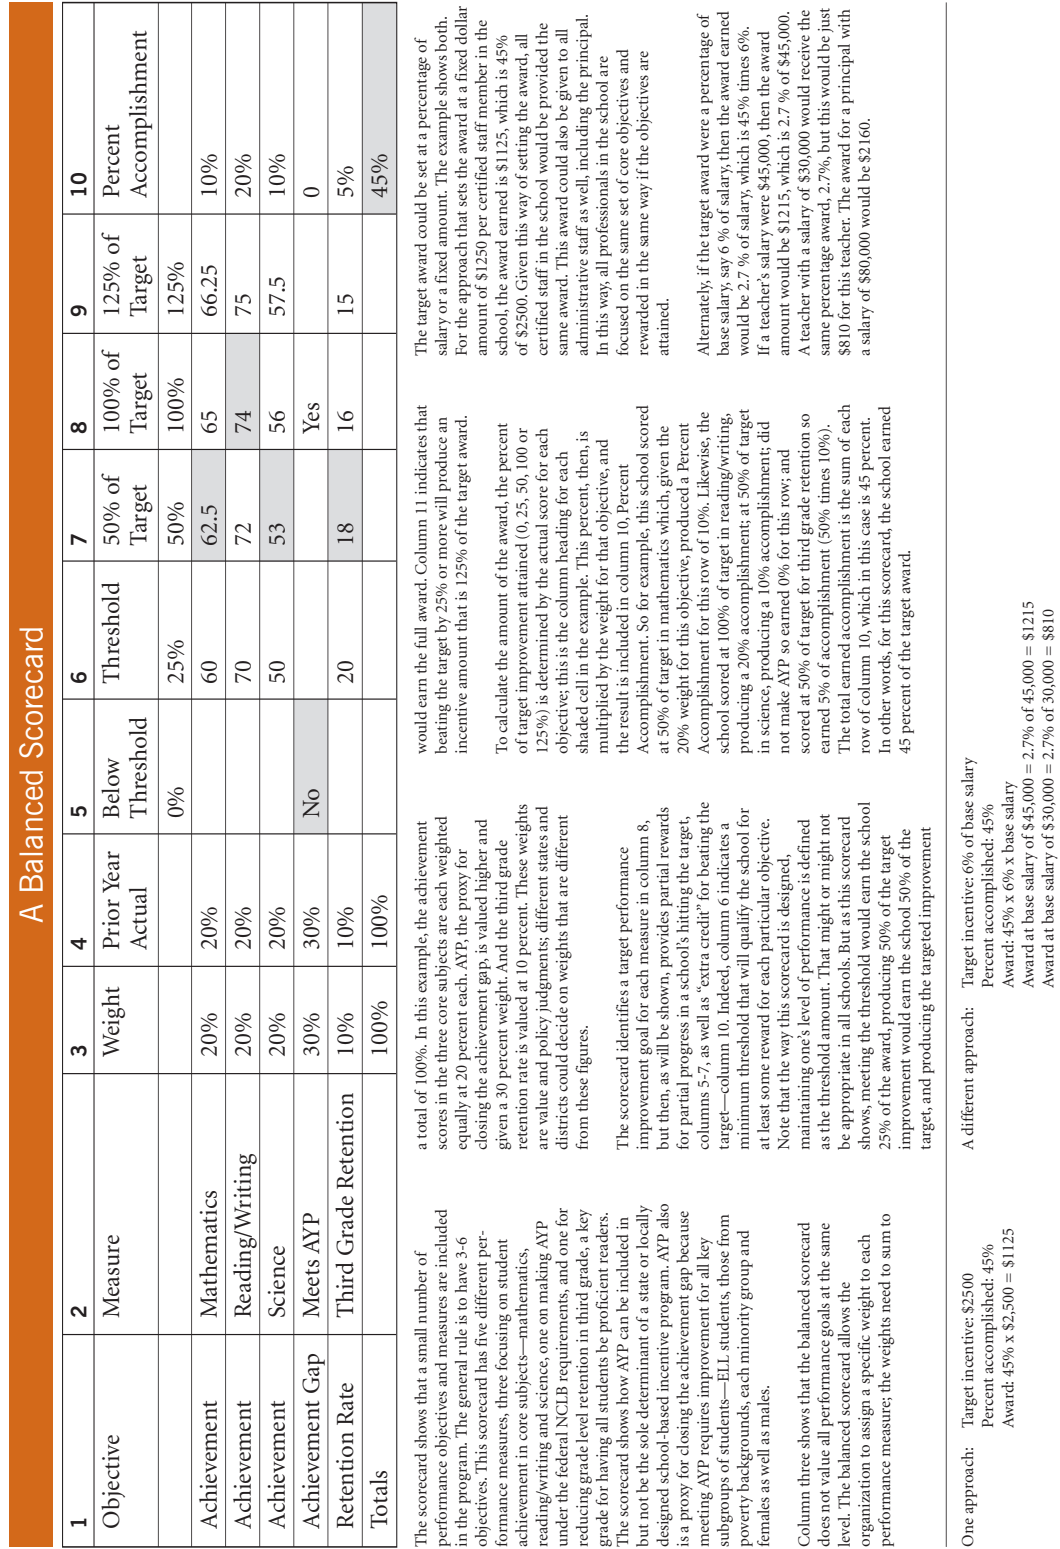 A Balanced Scorecard
1 2 3 4 5 6 7 8 9 10
Objective Measure Weight Prior Year Actual Below Threshold Threshold 50% of Target 100% of Target 125% of Target Percent Accomplishment
0% 25% 50% 100% 125%
Achievement Mathematics 20% 20% 60 62.5 65 66.25 10%
Achievement Reading/Writing 20% 20% 70 72 74 75 20%
Achievement Science 20% 20% 50 53 56 57.5 10%
Achievement Gap Meets AYP 30% 30% No Yes 0
Retention Rate Third Grade Retention 10% 10% 20 18 16 15 5%
Totals 100% 100% 45%
The scorecard shows that a small number of
performance objectives and measures are included
in the program. The general rule is to have 3-6
objectives. This scorecard has five different per-
formance measures, three focusing on student
achievement in core subjects—mathematics,
reading/writing and science, one on making AYP
under the federal NCLB requirements, and one for
reducing grade level retention in third grade, a key
grade for having all students be proficient readers.
The scorecard shows how AYP can be included in
but not be the sole determinant of a state or locally
designed school-based incentive program. AYP also
is a proxy for closing the achievement gap because
meeting AYP requires improvement for all key
subgroups of students—ELL students, those from
poverty backgrounds, each minority group and
females as well as males.
Column three shows that the balanced scorecard
does not value all performance goals at the same
level. The balanced scorecard allows the
organization to assign a specific weight to each
performance measure; the weights need to sum to
a total of 100%. In this example, the achievement
scores in the three core subjects are each weighted
equally at 20 percent each. AYP, the proxy for
closing the achievement gap, is valued higher and
given a 30 percent weight. And the third grade
retention rate is valued at 10 percent. These weights
are value and policy judgments; different states and
districts could decide on weights that are different
from these figures.
The scorecard identifies a target performance
improvement goal for each measure in column 8,
but then, as will be shown, provides partial rewards
for partial progress in a school's hitting the target,
columns 5-7, as well as “extra credit” for beating the
target—column 10. Indeed, column 6 indicates a
minimum threshold that will qualify the school for
at least some reward for each particular objective.
Note that the way this scorecard is designed,
maintaining one's level of performance is defined
as the threshold amount. That might or might not
be appropriate in all schools. But as this scorecard
shows, meeting the threshold would earn the school
25% of the award, producing 50% of the target
improvement would earn the school 50% of the
target, and producing the targeted improvement
would earn the full award. Column 11 indicates that
beating the target by 25% or more will produce an
incentive amount that is 125% of the target award.
To calculate the amount of the award, the percent
of target improvement attained (0, 25, 50, 100 or
125%) is determined by the actual score for each
objective; this is the column heading for each
shaded cell in the example. This percent, then, is
multiplied by the weight for that objective, and
the result is included in column 10, Percent
Accomplishment. So for example, this school scored
at 50% of target in mathematics which, given the
20% weight for this objective, produced a Percent
Accomplishment for this row of 10%. Likewise, the
school scored at 100% of target in reading/writing,
producing a 20% accomplishment; at 50% of target
in science, producing a 10% accomplishment; did
not make AYP so earned 0% for this row; and
scored at 50% of target for third grade retention so
earned 5% of accomplishment (50% times 10%).
The total earned accomplishment is the sum of each
row of column 10, which in this case is 45 percent.
In other words, for this scorecard, the school earned
45 percent of the target award.
The target award could be set at a percentage of
salary or a fixed amount. The example shows both.
For the approach that sets the award at a fixed dollar
amount of $1250 per certified staff member in the
school, the award earned is $1125, which is 45%
of $2500. Given this way of setting the award, all
certified staff in the school would be provided the
same award. This award could also be given to all
administrative staff as well, including the principal.
In this way, all professionals in the school are
focused on the same set of core objectives and
rewarded in the same way if the objectives are
attained.
Alternately, if the target award were a percentage of
base salary, say 6 % of salary, then the award earned
would be 2.7 % of salary, which is 45% times 6%.
If a teacher's salary were $45,000, then the award
amount would be $1215, which is 2.7 % of $45,000.
A teacher with a salary of $30,000 would receive the
same percentage award, 2.7%, but this would be just
$810 for this teacher. The award for a principal with
a salary of $80,000 would be $2160.
One approach: Target incentive: $2500
Percent accomplished: 45%
Award: 45% x $2,500 = $1125
A different approach: Target incentive: 6% of base salary
Percent accomplished: 45%
Award: 45% x 6% x base salary
Award at base salary of $45,000 = 2.7% of 45,000 = $1215
Award at base salary of $30,000 = 2.7% of 30,000 = $810